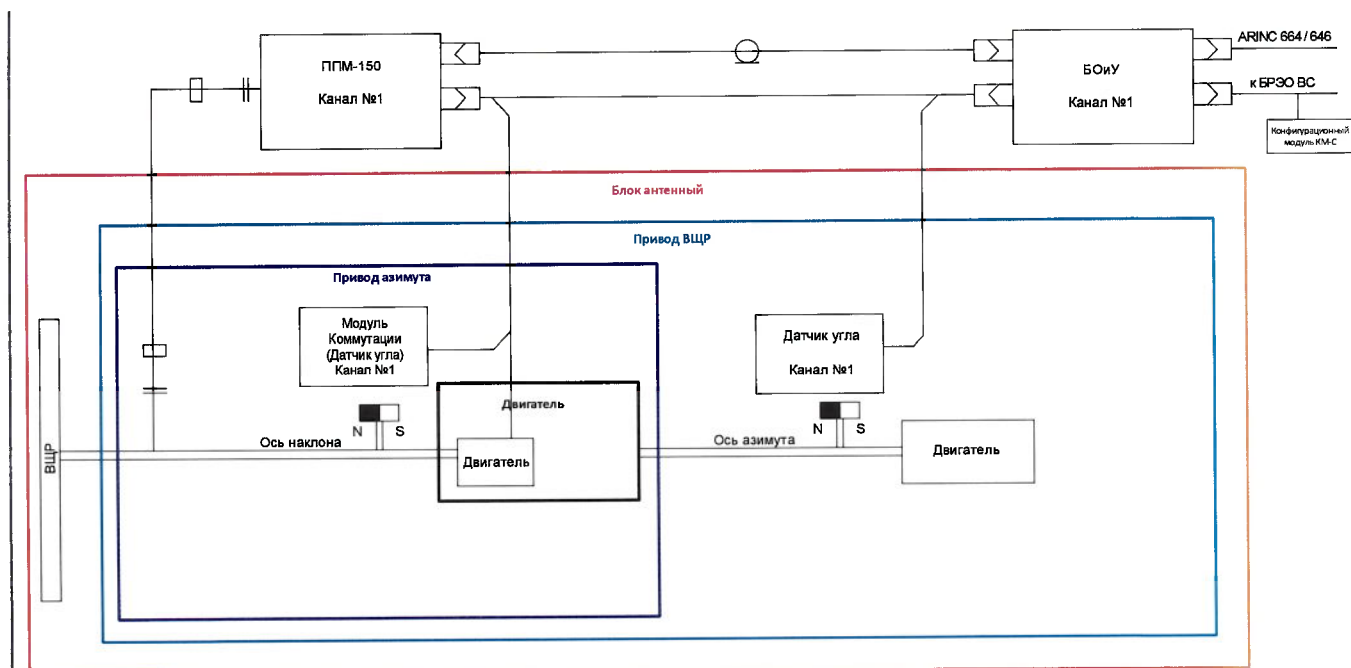 ППМ-150
Канал №1
БОиУ
Канал №1
ARINC 664 / 646
к БРЭО ВС
Конфигурационный
модуль КМ-С
Блок антенный
Привод ВЩР
Привод азимута
Модуль
Коммутации
(Датчик угла)
Канал №1
Датчик угла
Канал №1
Двигатель
N
S
N
S
Ось наклона
Ось азимута
Двигатель
Двигатель
ВЩР